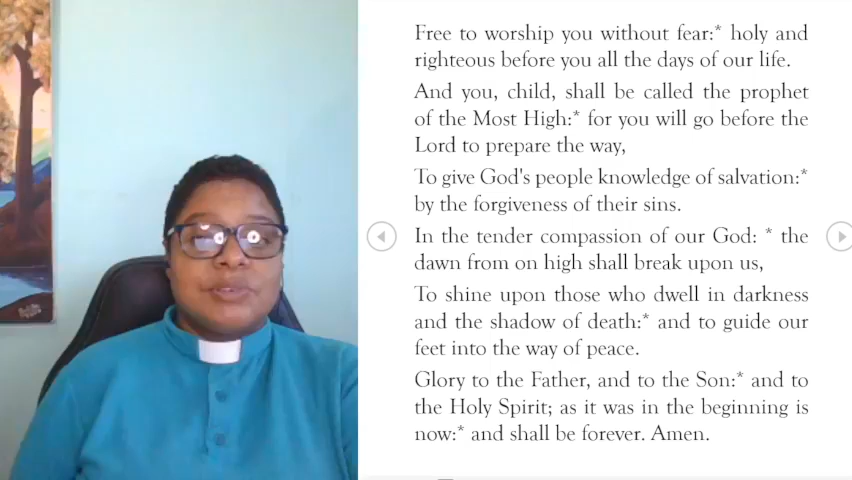 Free to worship you without fear:* holy and
righteous before you all the days of our life.
And you, child, shall be called the prophet
of the Most High:* for you will go before the
Lord to prepare the way,
To give God's people knowledge of salvation:*
by the forgiveness of their sins.
In the tender compassion of our God: * the
dawn from on high shall break upon us,
To shine upon those who dwell in darkness
and the shadow of death:* and to guide our
feet into the way of peace.
Glory to the Father, and to the Son:* and to
the Holy Spirit; as it was in the beginning is
now:* and shall be forever. Amen.